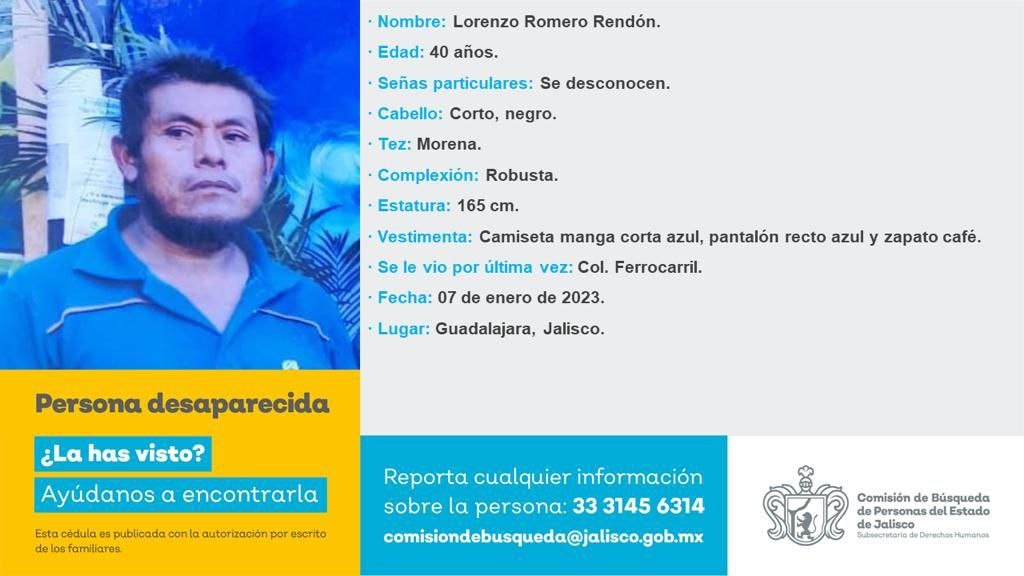 · Nombre: Lorenzo Romero Rendón.
· Edad: 40 años.
· Señas particulares: Se desconocen.
· Cabello: Corto, negro.
· Tez: Morena.
· Complexión: Robusta.
· Estatura: 165 cm.
· Vestimenta: Camiseta manga corta azul, pantalón recto azul y zapato café.
· Se le vio por última vez: Col. Ferrocarril.
· Fecha: 07 de enero de 2023.
· Lugar: Guadalajara, Jalisco.
Persona desaparecida
¿La has visto?
Ayúdanos a encontrarla
Esta cédula es publicada con la autorización por escrito
de los familiares.
Reporta cualquier información
sobre la persona: 33 3145 6314
comisiondebusqueda@jalisco.gob.mx
Comisión de Búsqueda
de Personas del Estado
de Jalisco
Subsecretaría de Derechos Humanos